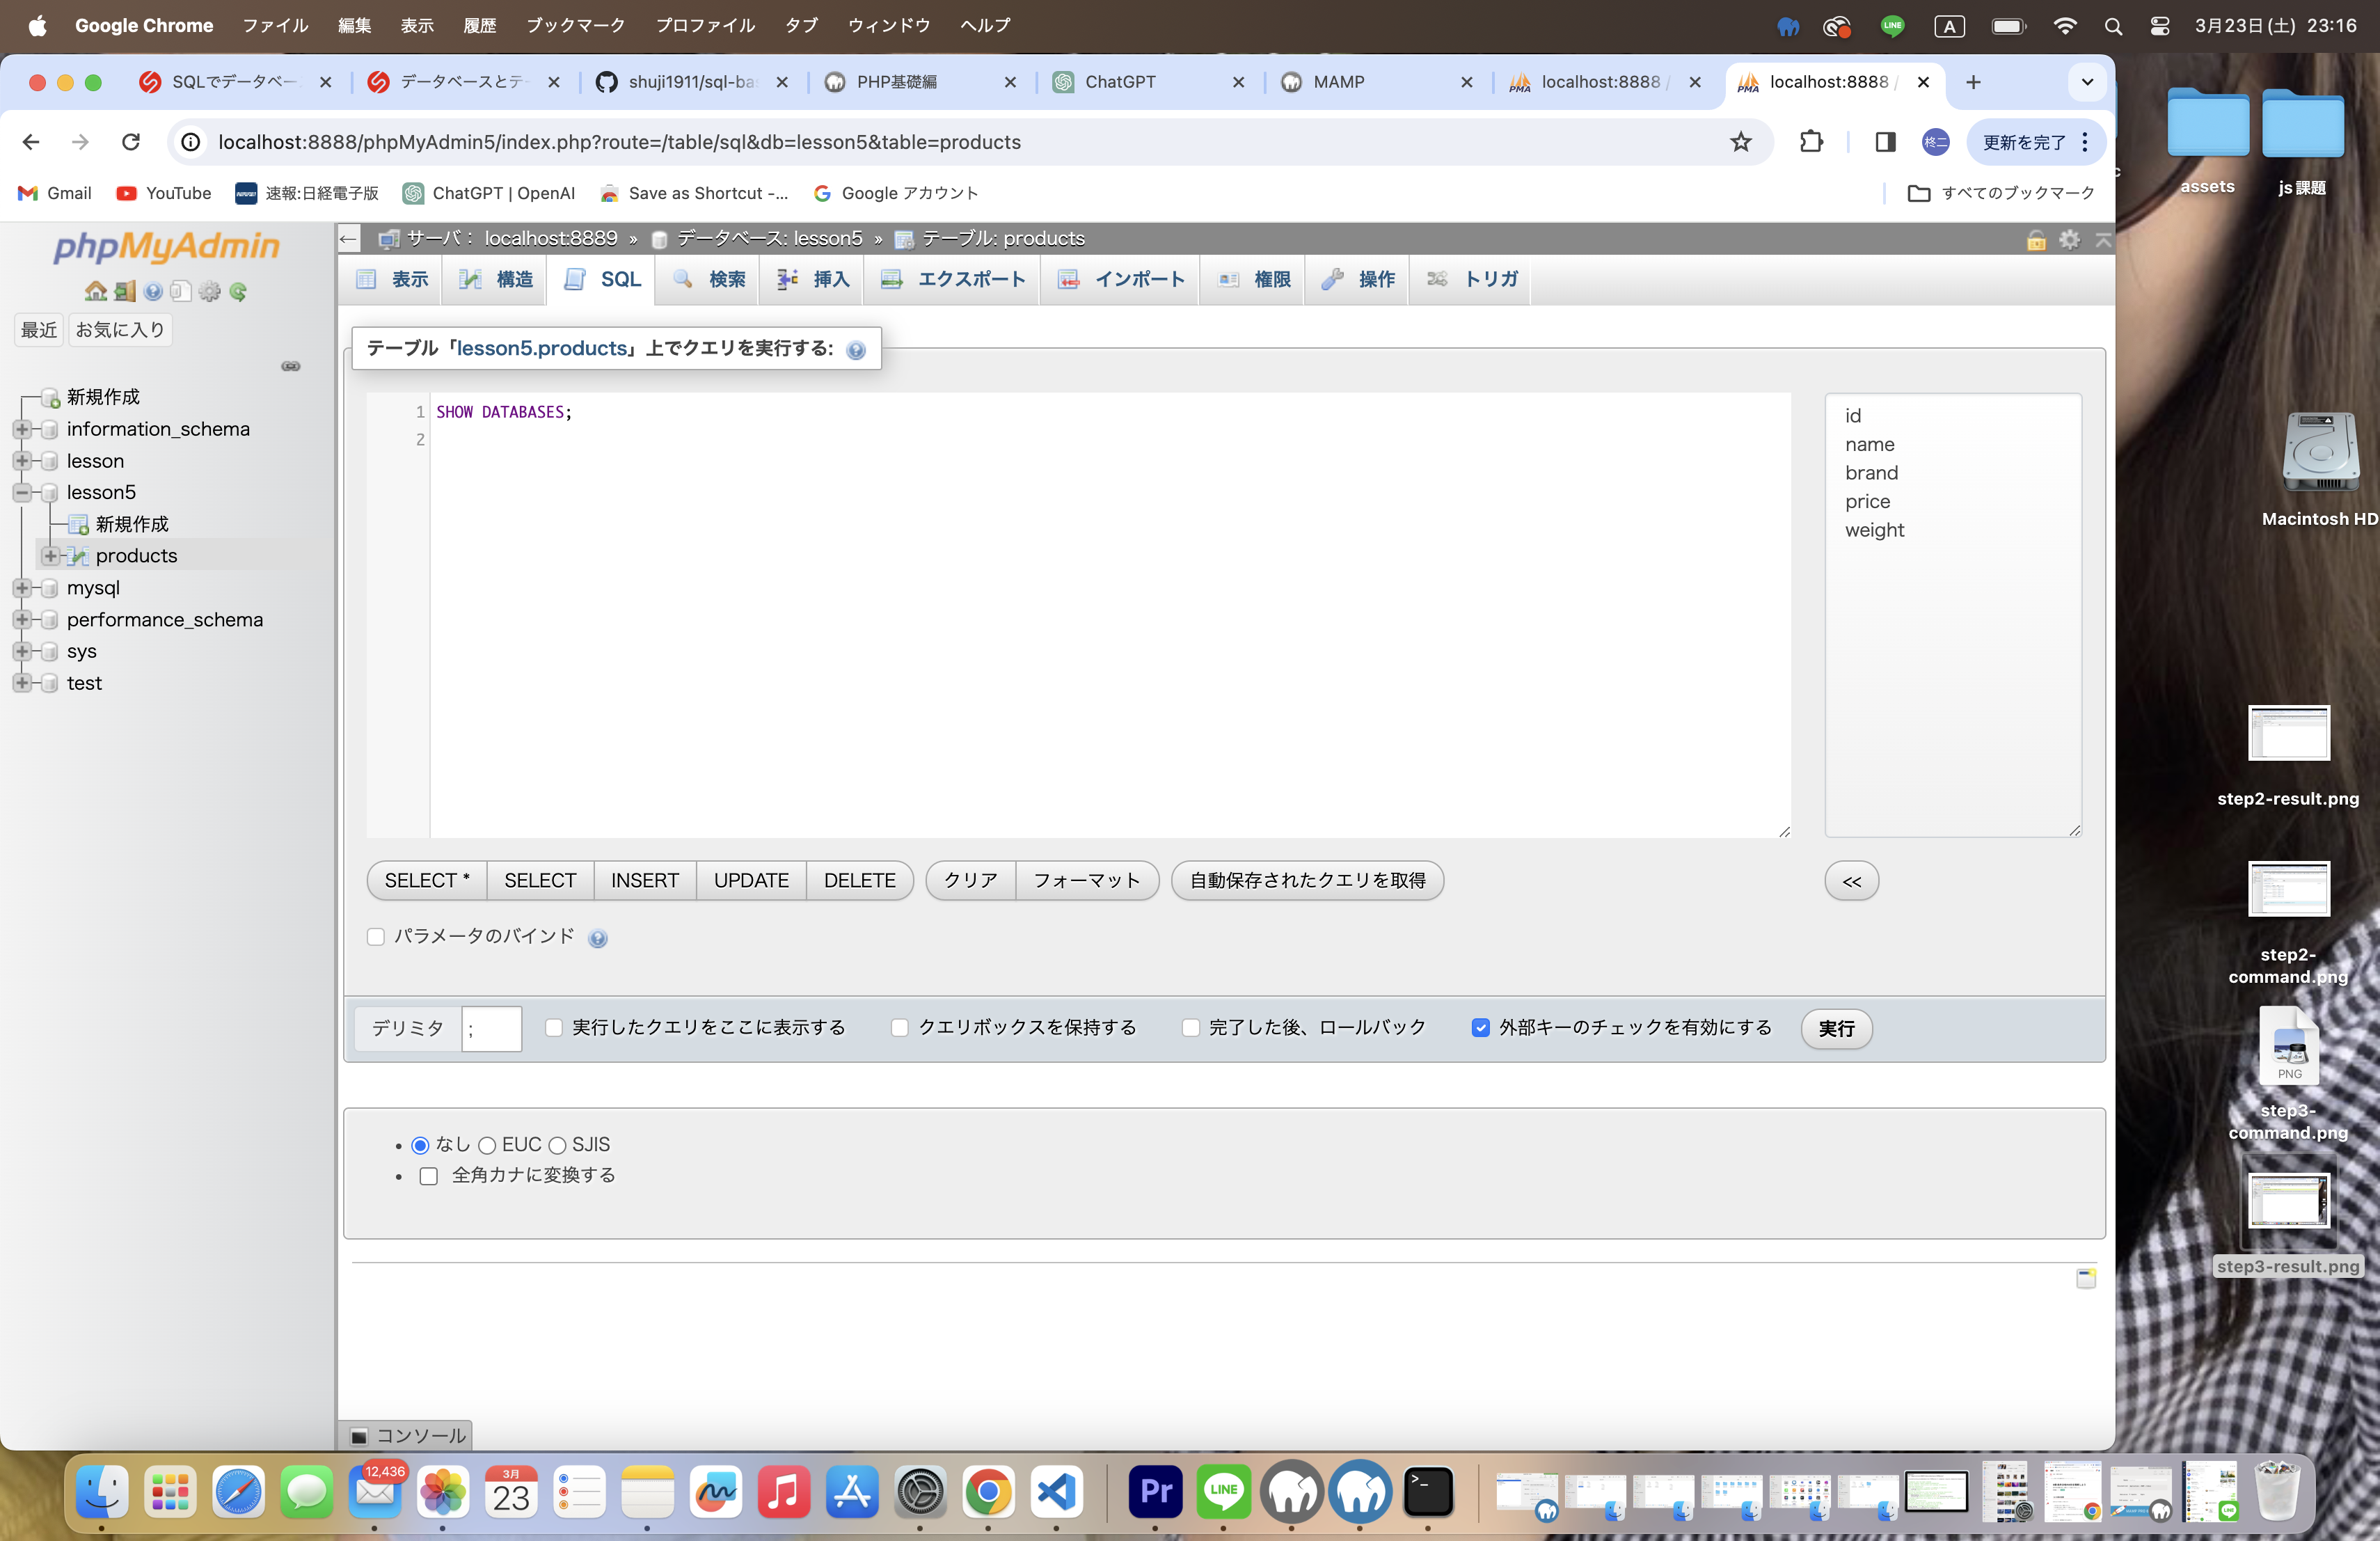 Google Chrome ファイル 編集 表示 履歴 ブックマーク プロファイル タブ ウィンドウ ヘルプ LINE A 3月23日(土) 23:16
SQLでデータベー データベースとテー shuji1911/sql-ba PHP基礎編 ChatGPT MAMP PMA localhost:8888 / PMA localhost:8888 /
localhost:8888/phpMyAdmin5/index.php?route=/table/sql&db=lesson5&table=products 柊二 更新を完了
Gmail YouTube 速報:日経電子版 ChatGPT | OpenAI Save as Shortcut -... Google アカウント すべてのブックマーク
phpMyAdmin
最近 お気に入り
新規作成
information_schema
lesson
lesson5
新規作成
products
mysql
performance_schema
sys
test
サーバ: localhost:8889 » データベース: lesson5 » テーブル: products
表示 構造 SQL 検索 挿入 エクスポート インポート 権限 操作 トリガ
テーブル「lesson5.products」上でクエリを実行する:
1 SHOW DATABASES;
2
id
name
brand
price
weight
SELECT * SELECT INSERT UPDATE DELETE クリア フォーマット 自動保存されたクエリを取得 <<
パラメータのバインド
デリミタ ; 実行したクエリをここに表示する クエリボックスを保持する 完了した後、ロールバック 外部キーのチェックを有効にする 実行
なし EUC SJIS
全角カナに変換する
コンソール
assets
js課題
Macintosh HD
step2-result.png
step2-
command.png
PNG
step3-
command.png
step3-result.png
12,436
3月
23
Pr
LINE